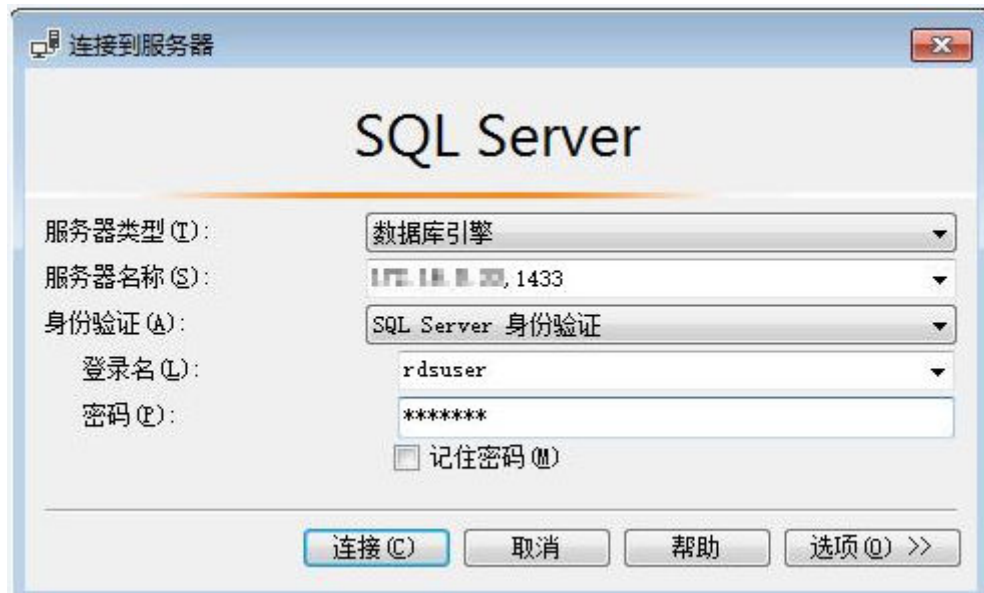 连接到服务器
SQL Server
服务器类型(T): 数据库引擎
服务器名称(S): , 1433
身份验证(A): SQL Server 身份验证
登录名(L): rdsuser
密码(P): *******
记住密码(M)
连接(C) 取消 帮助 选项(O) >>